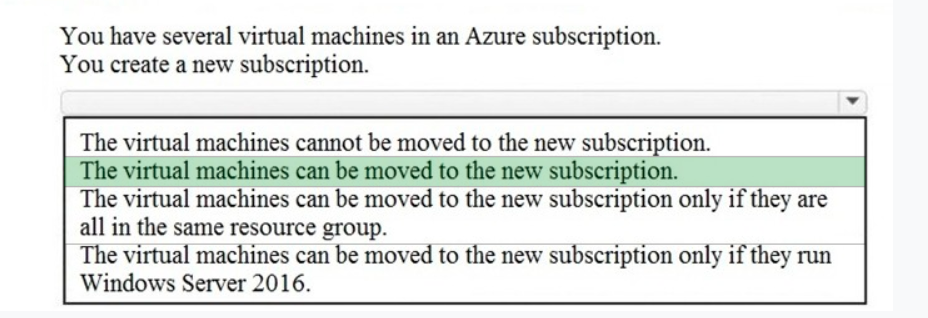 You have several virtual machines in an Azure subscription.
You create a new subscription.
The virtual machines cannot be moved to the new subscription.
The virtual machines can be moved to the new subscription.
The virtual machines can be moved to the new subscription only if they are
all in the same resource group.
The virtual machines can be moved to the new subscription only if they run
Windows Server 2016.